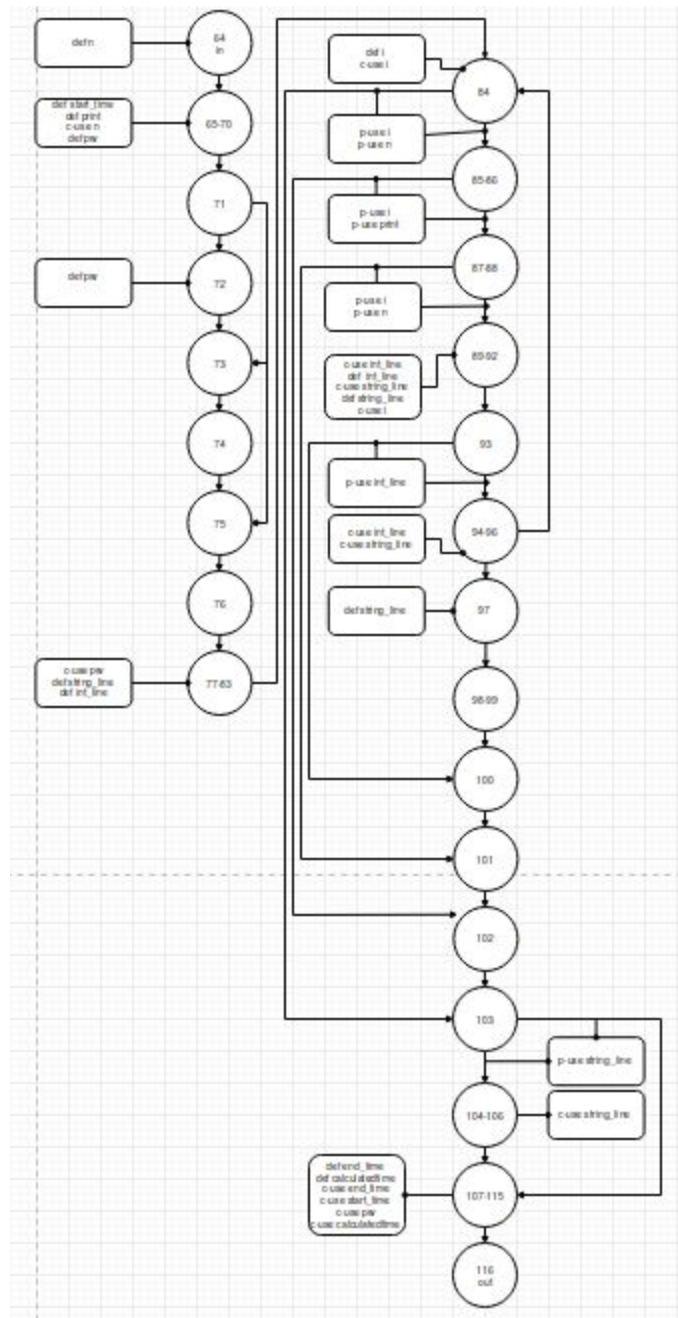 def n
64
in
def start_time
def print
c-use n
def pw
65-70
71
def pw
72
73
74
75
76
c-use pw
def string_line
def int_line
77-83
def i
c-use i
84
p-use i
p-use n
85-86
p-use i
p-use print
87-88
p-use i
p-use n
89-92
c-use int_line
def int_line
c-use string_line
def string_line
c-use i
93
p-use int_line
94-96
c-use int_line
c-use string_line
def string_line
97
98-99
100
101
102
103
p-use string_line
104-106
c-use string_line
def end_time
def calculatedtime
c-use end_time
c-use start_time
c-use pw
c-use calculatedtime
107-115
116
out